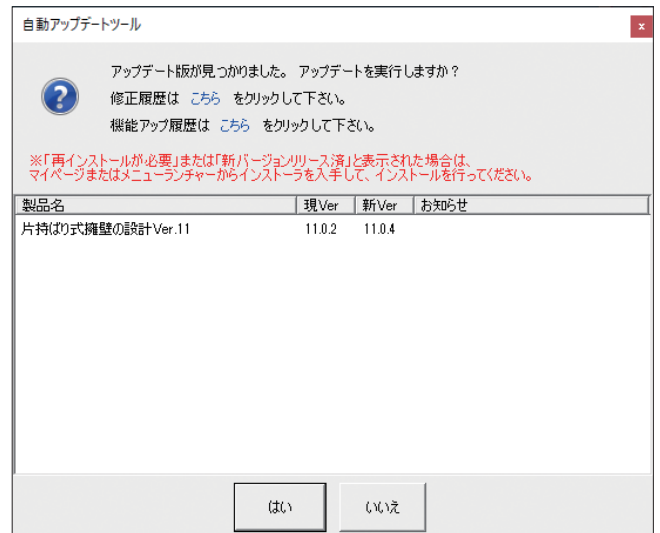 自動アップデートツール
x
アップデート版が見つかりました。 アップデートを実行しますか？
?
修正履歴は こちら をクリックして下さい。
機能アップ履歴は こちら をクリックして下さい。
※「再インストールが必要」または「新バージョンリリース済」と表示された場合は、
マイページまたはメニューランチャーからインストーラを入手して、インストールを行ってください。
製品名 現Ver 新Ver お知らせ
片持ばり式擁壁の設計Ver.11 11.0.2 11.0.4
はい いいえ